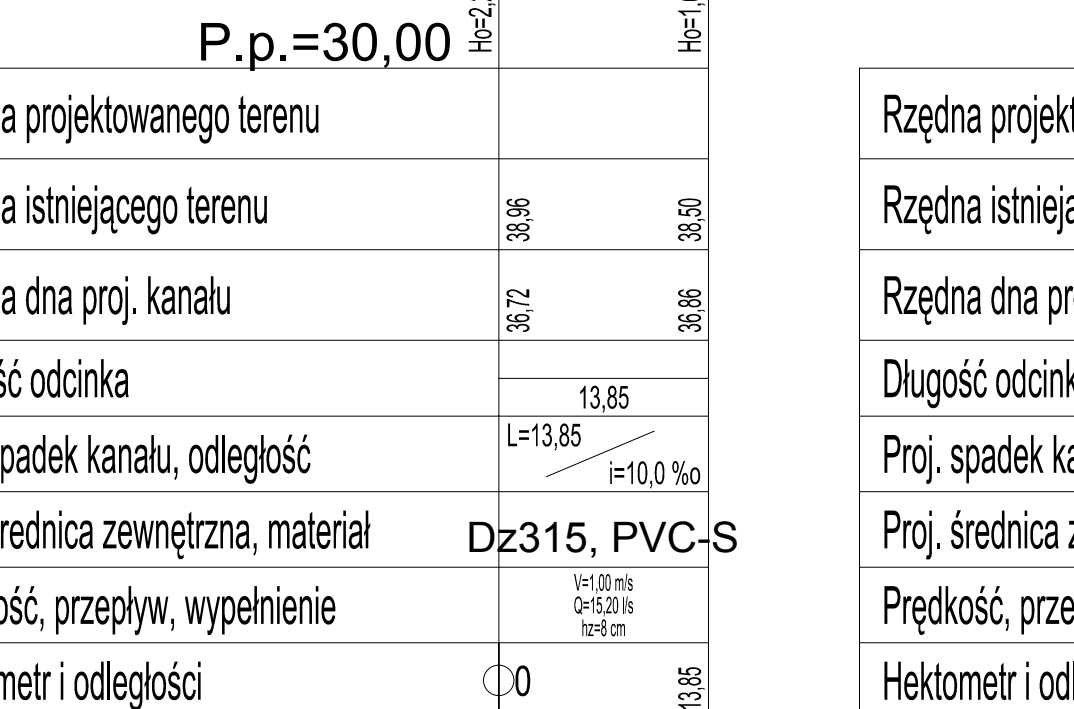 P.p.=30,00
a projektowanego terenu
a istniejącego terenu 38,96 38,50
a dna proj. kanału 36,72 36,86
ść odcinka
13,85
padek kanału, odległość L=13,85
i=10,0 %o
rednica zewnętrzna, materiał Dz315, PVC-S
ość, przepływ, wypełnienie
V=1,00 m/s
Q=15,20 l/s
hz=8 cm
metr i odległości 0 13,85
Rzędna projekt
Rzędna istnieją
Rzędna dna pr
Długość odcink
Proj. spadek ka
Proj. średnica z
Prędkość, prze
Hektometr i odl